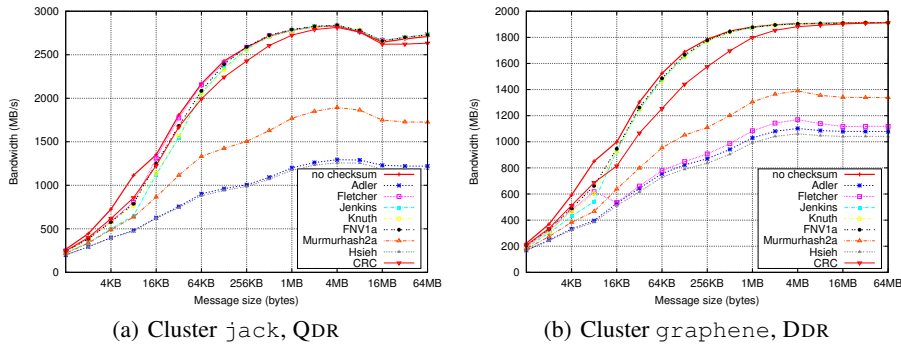 3000
2500
2000
1500
1000
500
0
Bandwidth (MB/s)
4KB 16KB 64KB 256KB 1MB 4MB 16MB 64MB
Message size (bytes)
no checksum
Adler
Fletcher
Jenkins
Knuth
FNV1a
Murmurhash2a
Hsieh
CRC
(a) Cluster jack, QDR
2000
1800
1600
1400
1200
1000
800
600
400
200
0
Bandwidth (MB/s)
4KB 16KB 64KB 256KB 1MB 4MB 16MB 64MB
Message size (bytes)
no checksum
Adler
Fletcher
Jenkins
Knuth
FNV1a
Murmurhash2a
Hsieh
CRC
(b) Cluster graphene, DDR